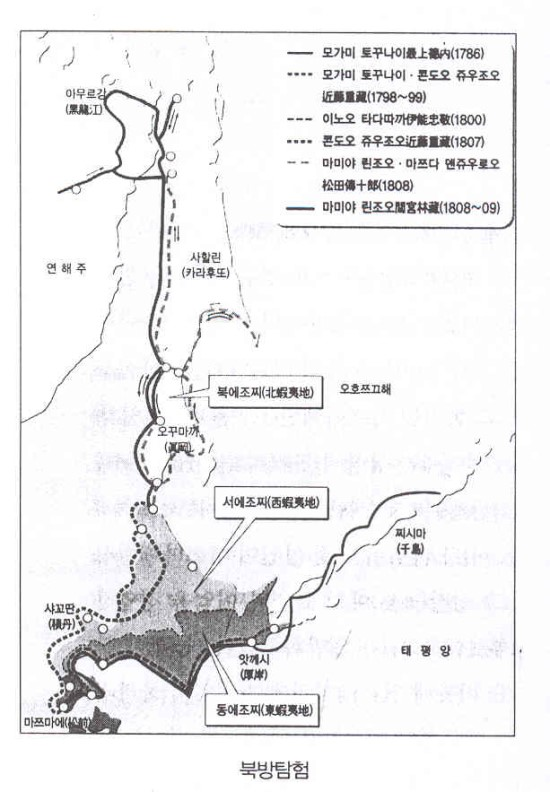 모가미 토꾸나이最上德內(1786)
모가미 토꾸나이·콘도오 쥬우조오
近藤重藏(1798~99)
이노오 타다따까伊能忠敬(1800)
콘도오 쥬우조오近藤重藏(1807)
마미야 린조오·마쯔다 덴쥬우로오
松田傳十郎(1808)
마미야 린조오間宮林藏(1808~09)
아무르강
(黑龍江)
연해주
사할린
(카라후또)
북에조찌(北蝦夷地)
오호쯔끄해
오꾸마까
(眞岡)
서에조찌(西蝦夷地)
찌시마
(千島)
샤꼬딴
(積丹)
앗께시
(厚岸)
태평양
동에조찌(東蝦夷地)
마쯔마에(松前)
북방탐험